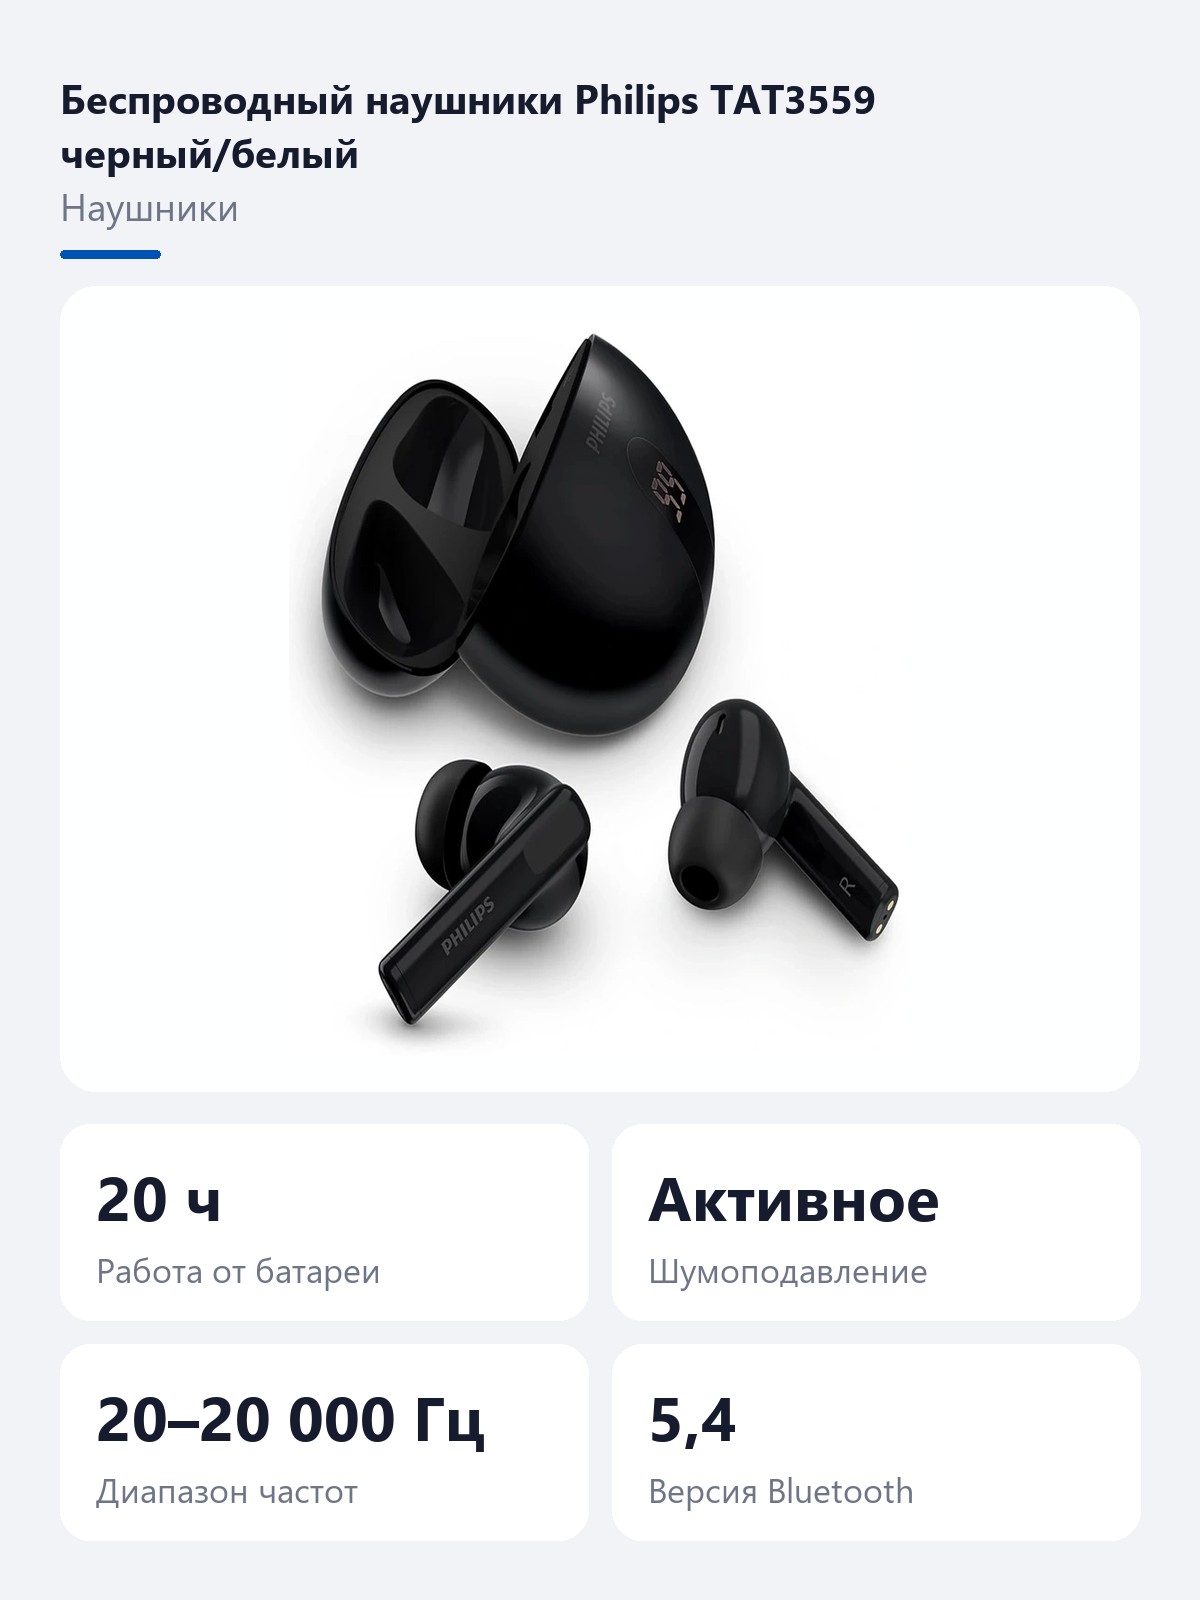 Беспроводный наушники Philips TAT3559
черный/белый
Наушники
PHILIPS
99
PHILIPS
R
20 ч
Работа от батареи
Активное
Шумоподавление
20–20 000 Гц
Диапазон частот
5,4
Версия Bluetooth